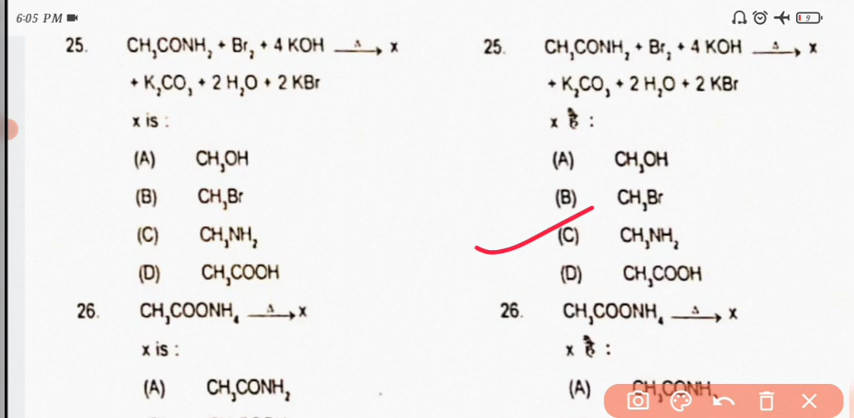 6:05 PM
9
25. CH₃CONH₂ + Br₂ + 4 KOH —Δ→ x
+ K₂CO₃ + 2 H₂O + 2 KBr
x is :
(A) CH₃OH
(B) CH₃Br
(C) CH₃NH₂
(D) CH₃COOH
26. CH₃COONH₄ —Δ→ x
x is :
(A) CH₃CONH₂
25. CH₃CONH₂ + Br₂ + 4 KOH —Δ→ x
+ K₂CO₃ + 2 H₂O + 2 KBr
x है :
(A) CH₃OH
(B) CH₃Br
(C) CH₃NH₂
(D) CH₃COOH
26. CH₃COONH₄ —Δ→ x
x है :
(A) CH₃CONH